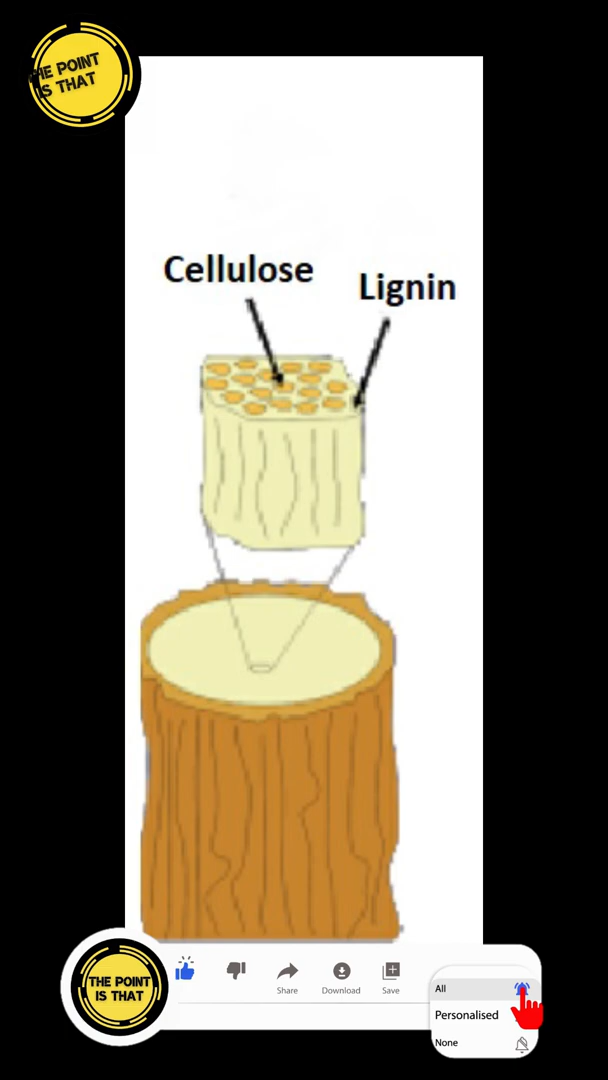 THE POINT
IS THAT
Cellulose
Lignin
THE POINT
IS THAT
Share
Download
Save
All
Personalised
None